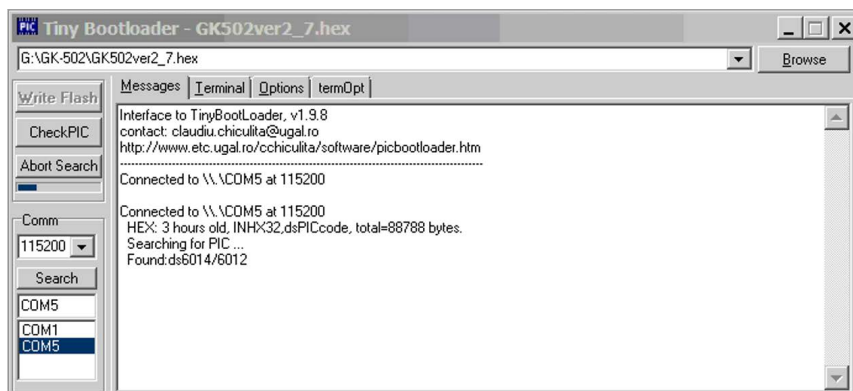 PIC Tiny Bootloader - GK502ver2_7.hex
G:\GK-502\GK502ver2_7.hex
Browse
Write Flash
CheckPIC
Abort Search
Comm
115200
Search
COM5
COM1
COM5
Messages Terminal Options termOpt
Interface to TinyBootLoader, v1.9.8
contact: claudiu.chiculita@ugal.ro
http://www.etc.ugal.ro/cchiculita/software/picbootloader.htm
Connected to \\.\COM5 at 115200
Connected to \\.\COM5 at 115200
HEX: 3 hours old, INHX32,dsPICcode, total=88788 bytes.
Searching for PIC ...
Found:ds6014/6012